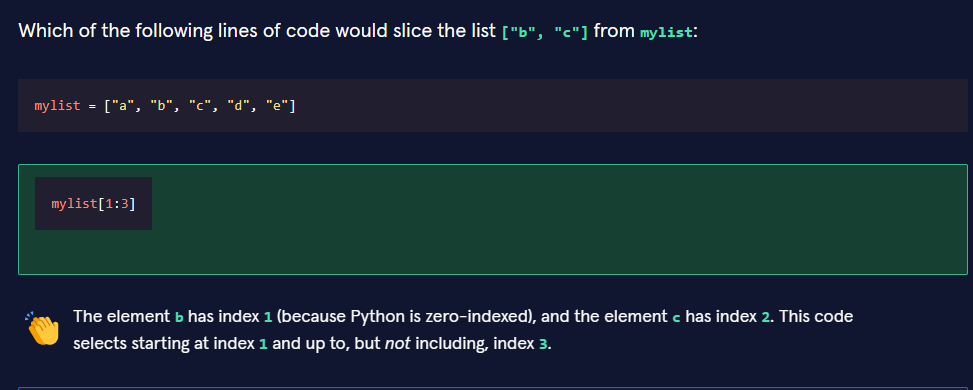 Which of the following lines of code would slice the list ["b", "c"] from mylist:
mylist = ["a", "b", "c", "d", "e"]
mylist[1:3]
The element b has index 1 (because Python is zero-indexed), and the element c has index 2. This code
selects starting at index 1 and up to, but not including, index 3.